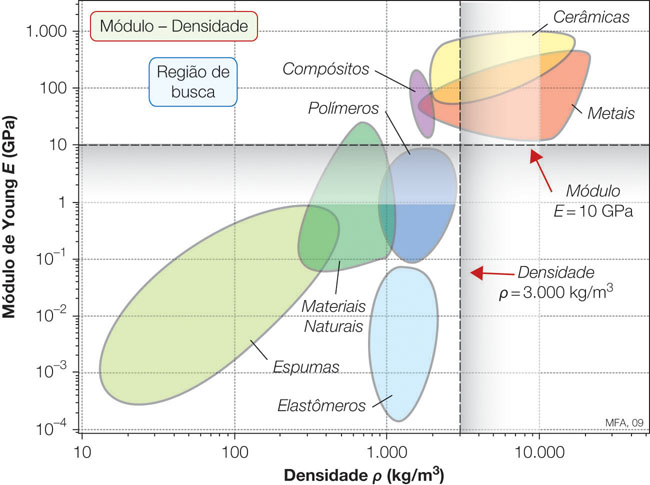 Módulo – Densidade
Região de
busca
Cerâmicas
Compósitos
Polímeros
Metais
Módulo
E = 10 GPa
Densidade
ρ = 3.000 kg/m³
Materiais
Naturais
Espumas
Elastômeros
MFA, 09
Módulo de Young E (GPa)
1.000
100
10
1
10⁻¹
10⁻²
10⁻³
10⁻⁴
10
100
1.000
10.000
Densidade ρ (kg/m³)